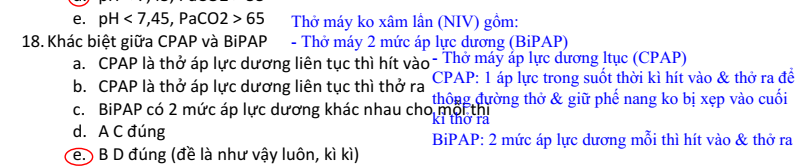 e. pH < 7,45, PaCO2 > 65
Thở máy ko xâm lấn (NIV) gồm:
18. Khác biệt giữa CPAP và BiPAP
- Thở máy 2 mức áp lực dương (BiPAP)
a. CPAP là thở áp lực dương liên tục thì hít vào
- Thở máy áp lực dương ltục (CPAP)
b. CPAP là thở áp lực dương liên tục thì thở ra
CPAP: 1 áp lực trong suốt thời kì hít vào & thở ra để
thông đường thở & giữ phế nang ko bị xẹp vào cuối
c. BiPAP có 2 mức áp lực dương khác nhau cho mỗi thì
kì thở ra
d. A C đúng
BiPAP: 2 mức áp lực dương mỗi thì hít vào & thở ra
e. B D đúng (đề là như vậy luôn, kì kì)